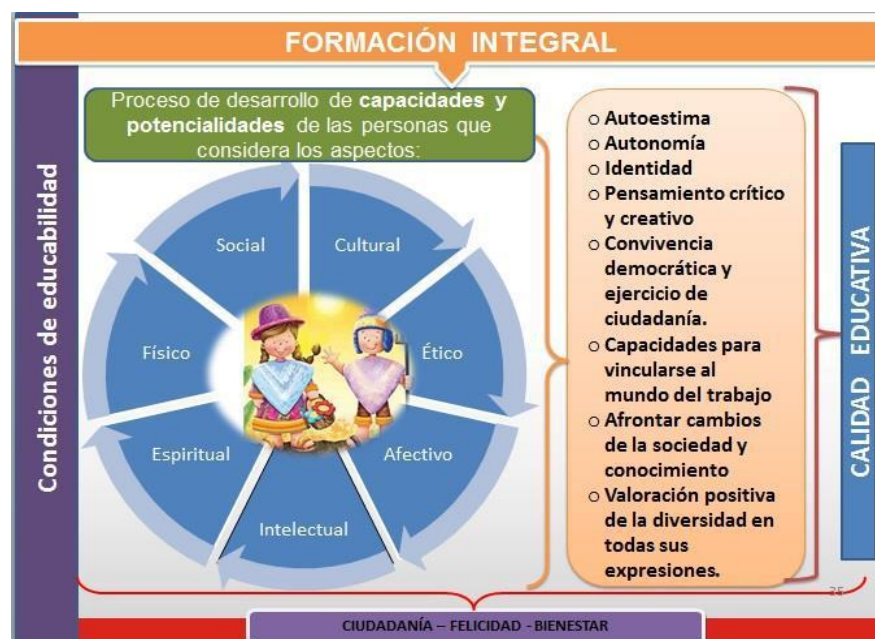 FORMACIÓN INTEGRAL
Condiciones de educabilidad
Proceso de desarrollo de capacidades y
potencialidades de las personas que
considera los aspectos:
Social
Cultural
Físico
Ético
Espiritual
Afectivo
Intelectual
o Autoestima
o Autonomía
o Identidad
o Pensamiento crítico
y creativo
o Convivencia
democrática y
ejercicio de
ciudadanía.
o Capacidades para
vincularse al
mundo del trabajo
o Afrontar cambios
de la sociedad y
conocimiento
o Valoración positiva
de la diversidad en
todas sus
expresiones.
CALIDAD EDUCATIVA
35
CIUDADANÍA – FELICIDAD -BIENESTAR